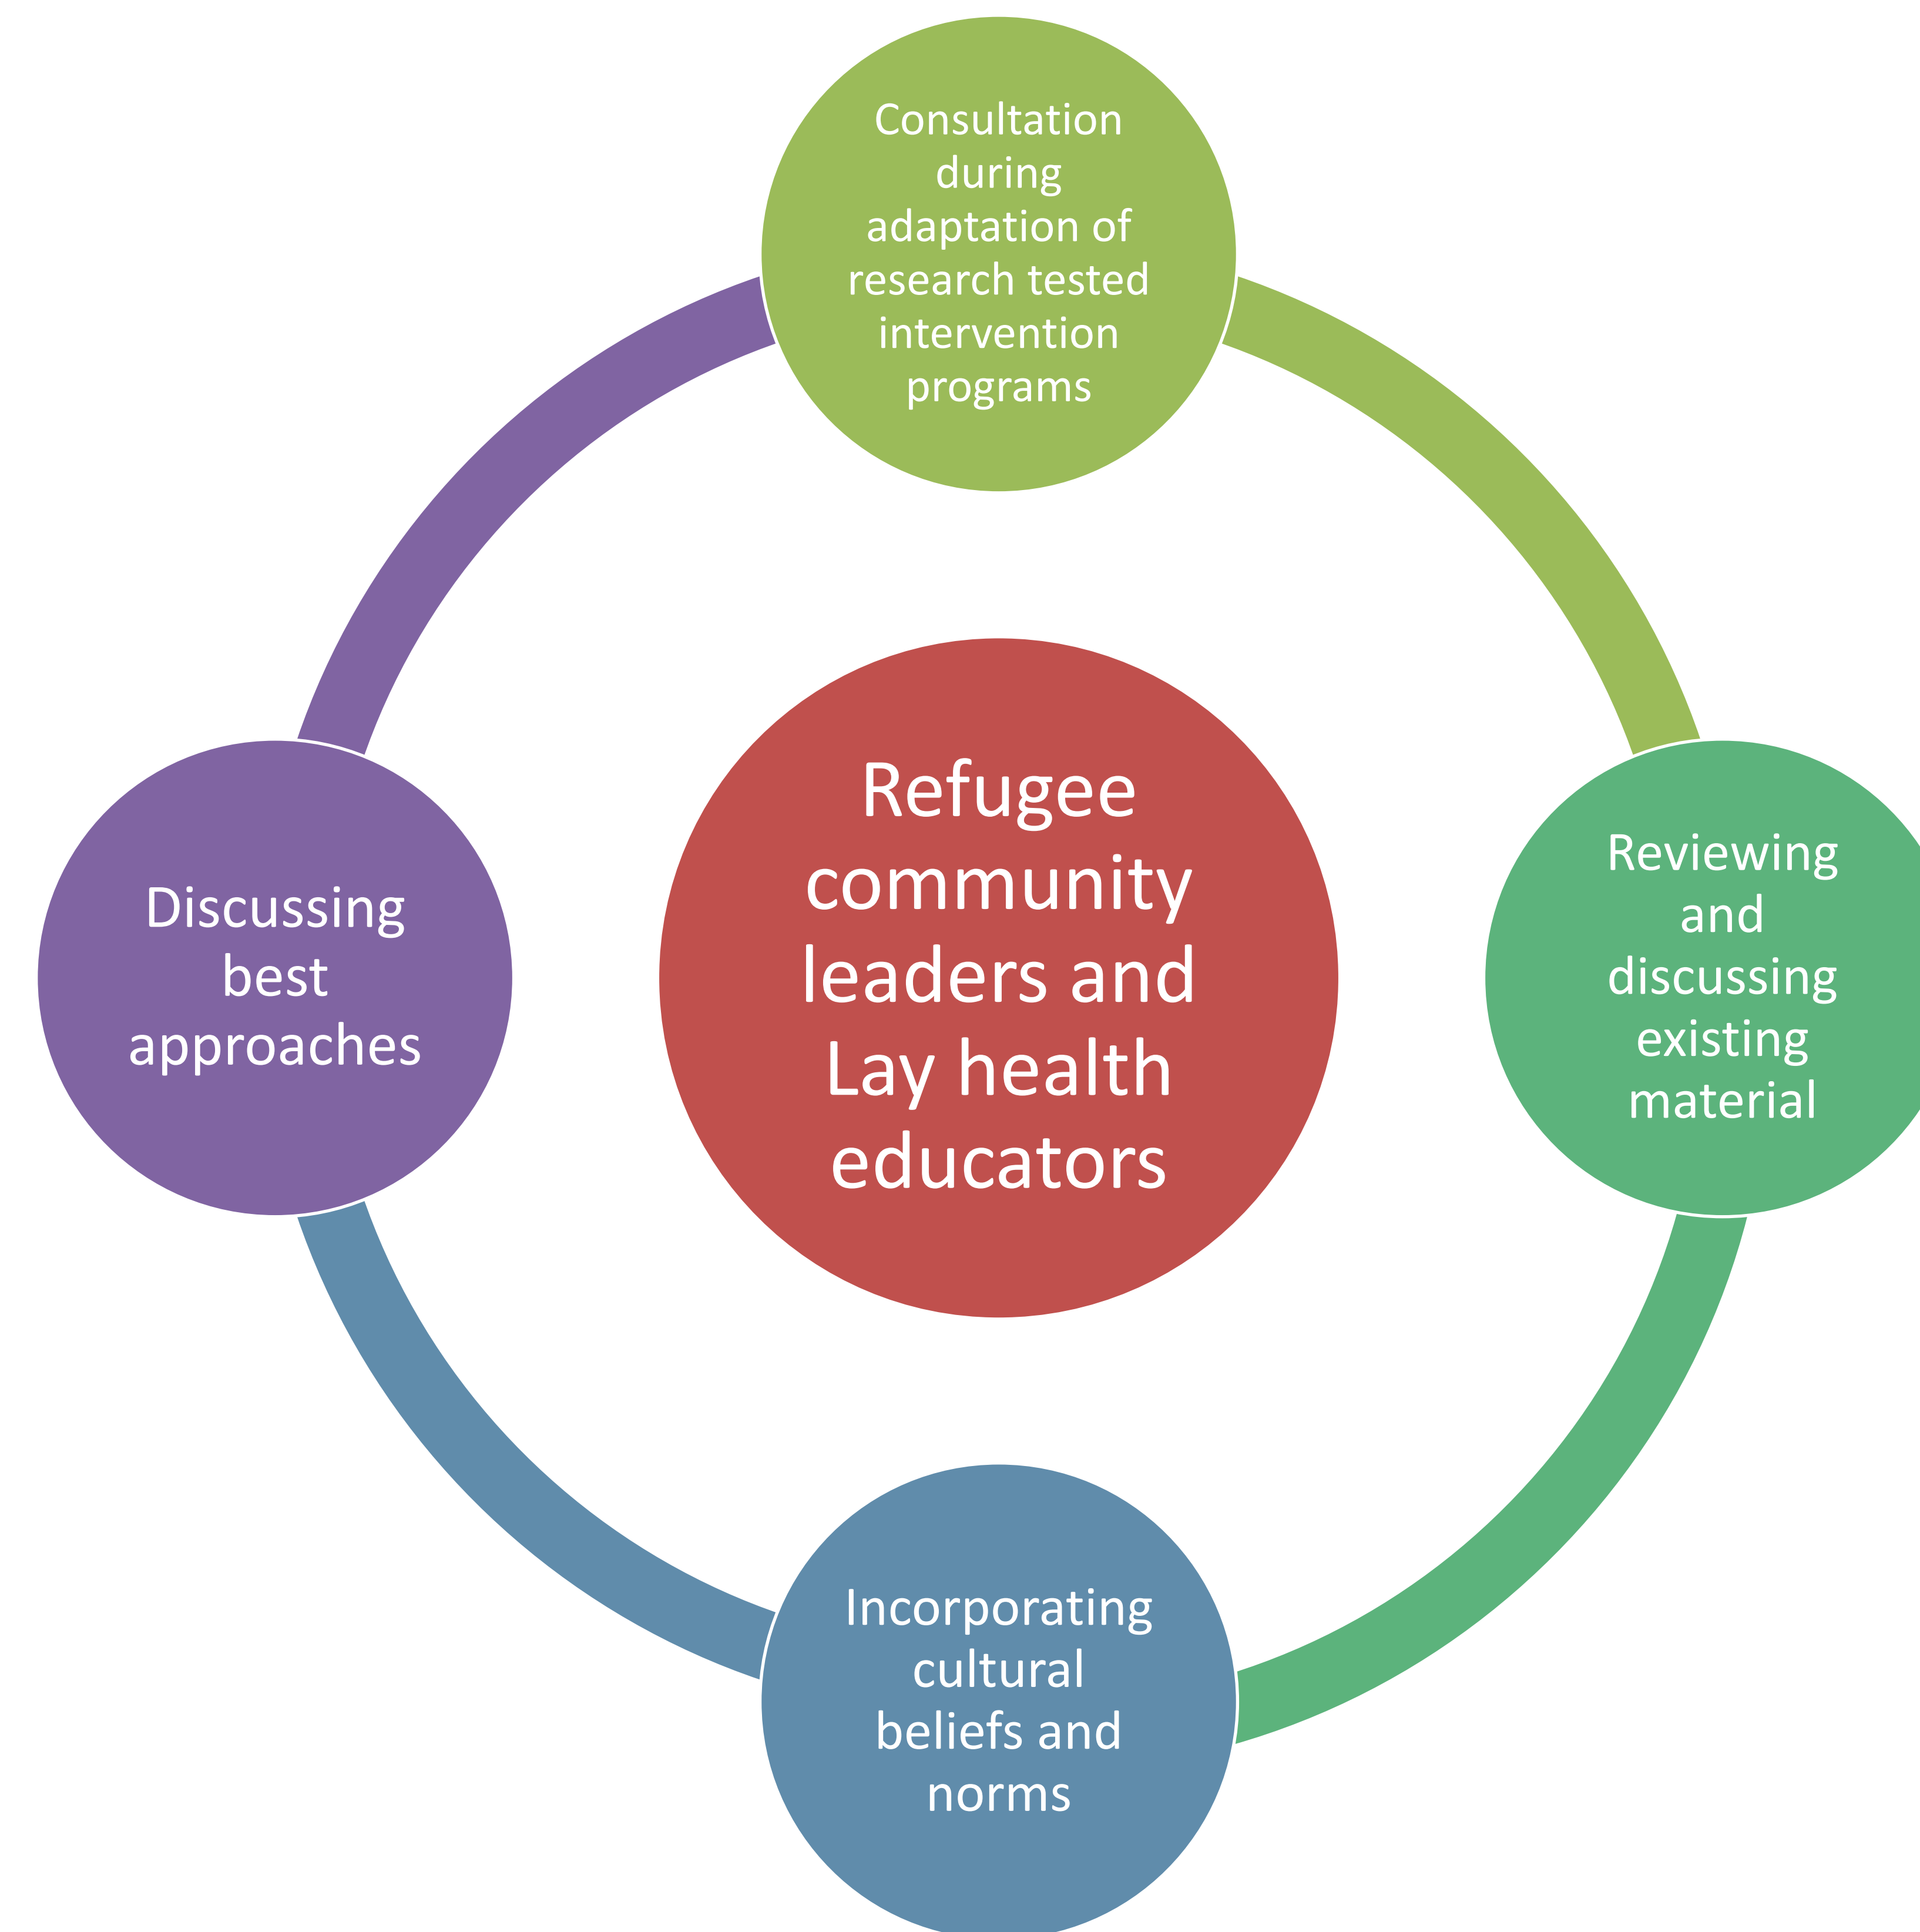 Consultation
during
adaptation of
research tested
intervention
programs
Refugee
community
leaders and
Lay health
educators
Reviewing
and
discussing
existing
material
Incorporating
cultural
beliefs and
norms
Discussing
best
approaches